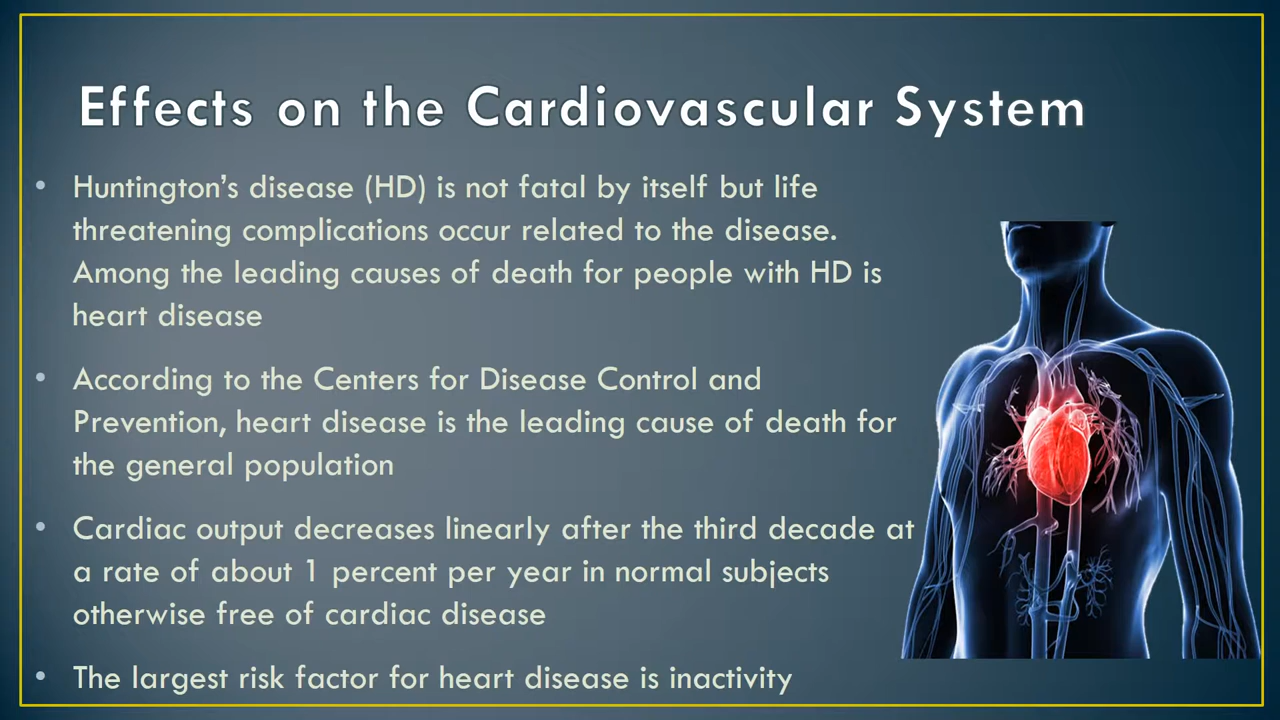 Effects on the Cardiovascular System
• Huntington’s disease (HD) is not fatal by itself but life
threatening complications occur related to the disease.
Among the leading causes of death for people with HD is
heart disease
• According to the Centers for Disease Control and
Prevention, heart disease is the leading cause of death for
the general population
• Cardiac output decreases linearly after the third decade at
a rate of about 1 percent per year in normal subjects
otherwise free of cardiac disease
• The largest risk factor for heart disease is inactivity